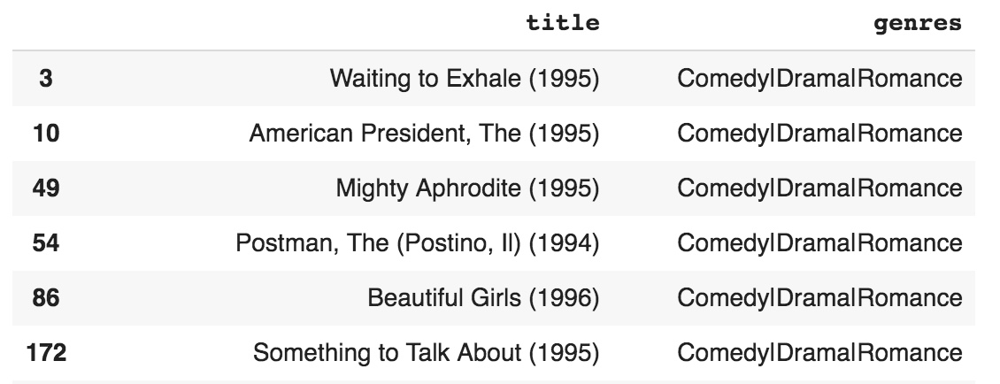 title genres
3 Waiting to Exhale (1995) Comedy|Drama|Romance
10 American President, The (1995) Comedy|Drama|Romance
49 Mighty Aphrodite (1995) Comedy|Drama|Romance
54 Postman, The (Postino, Il) (1994) Comedy|Drama|Romance
86 Beautiful Girls (1996) Comedy|Drama|Romance
172 Something to Talk About (1995) Comedy|Drama|Romance